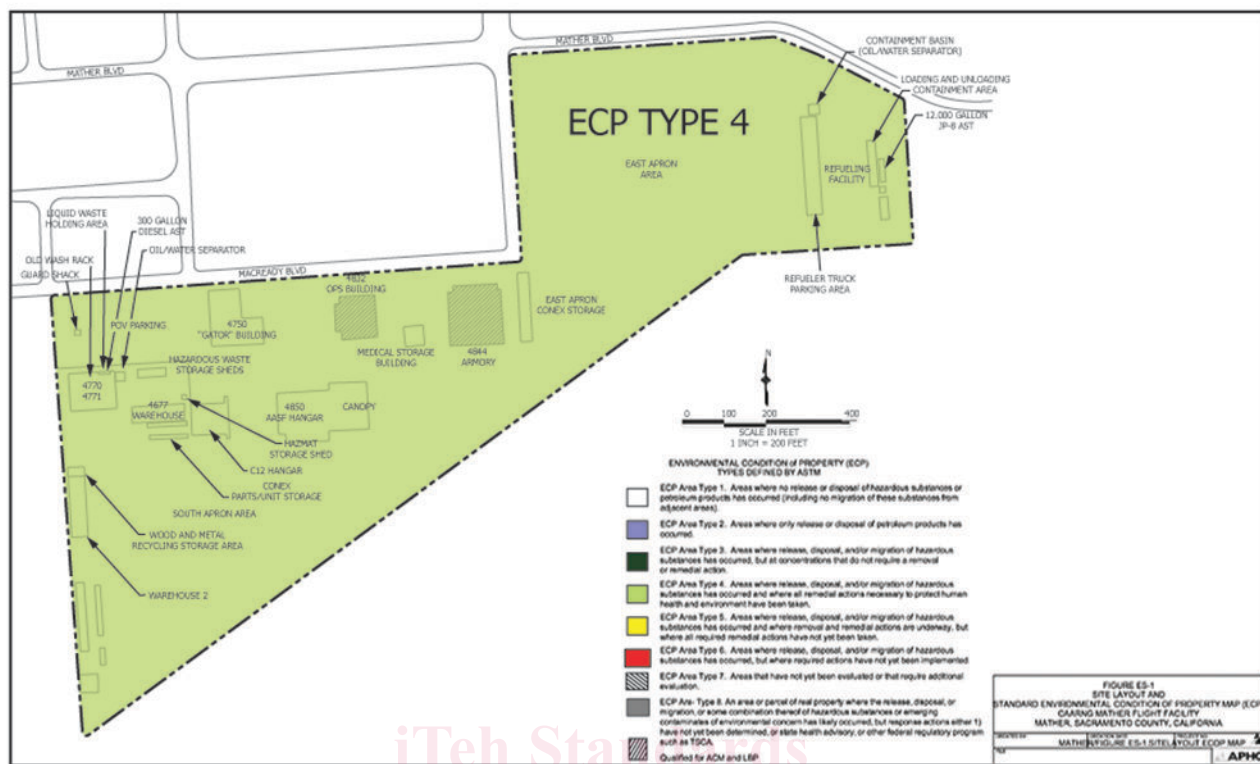 MATHER BLVD
MATHER BLVD
CONTAINMENT BASIN
(OIL/WATER SEPARATOR)
LOADING AND UNLOADING
CONTAINMENT AREA
12,000 GALLON
JP-8 AST
ECP TYPE 4
EAST APRON
AREA
REFUELING
FACILITY
REFUELER TRUCK
PARKING AREA
LIQUID WASTE
HOLDING AREA
300 GALLON
DIESEL AST
OIL/WATER SEPARATOR
OLD WASH RACK
GUARD SHACK
MACREADY BLVD
4832
OPS BUILDING
EAST APRON
CONEX STORAGE
POV PARKING
4750
"GATOR" BUILDING
MEDICAL STORAGE
BUILDING
4844
ARMORY
HAZARDOUS WASTE
STORAGE SHEDS
4770
4771
4677
WAREHOUSE
4850
AASF HANGAR
CANOPY
HAZMAT
STORAGE SHED
C12 HANGAR
CONEX
PARTS/UNIT STORAGE
SOUTH APRON AREA
WOOD AND METAL
RECYCLING STORAGE AREA
WAREHOUSE 2
N
0 100 200 400
SCALE IN FEET
1 INCH = 200 FEET
ENVIRONMENTAL CONDITION of PROPERTY (ECP)
TYPES DEFINED BY ASTM
ECP Area Type 1. Areas where no release or disposal of hazardous substances or
petroleum products has occurred (including no migration of these substances from
adjacent areas).
ECP Area Type 2. Areas where only release or disposal of petroleum products has
occurred.
ECP Area Type 3. Areas where release, disposal, and/or migration of hazardous
substances has occurred, but at concentrations that do not require a removal
or remedial action.
ECP Area Type 4. Areas where release, disposal, and/or migration of hazardous
substances has occurred and where all remedial actions necessary to protect human
health and environment have been taken.
ECP Area Type 5. Areas where release, disposal, and/or migration of hazardous
substances has occurred and where removal and remedial actions are underway, but
where all required remedial actions have not yet been taken.
ECP Area Type 6. Areas where release, disposal, and/or migration of hazardous
substances has occurred, but where required actions have not yet been implemented
ECP Area Type 7. Areas that have not yet been evaluated or that require additional
evaluation.
ECP Are- Type 8. An area or parcel of real property where the release, disposal, or
migration, or some combination thereof of hazardous substances or emerging
contaminates of environmental concern has likely occurred, but response actions either 1)
have not yet been determined, or state health advisory, or other federal regulatory program
such as TSCA.
Qualified for ACM and LBP
FIGURE ES-1
SITE LAYOUT AND
STANDARD ENVIRONMENTAL CONDITION OF PROPERTY MAP (ECP
CAARNG MATHER FLIGHT FACILITY
MATHER, SACRAMENTO COUNTY, CALIFORNIA
MATHER/FIGURE ES-1.SITELAYOUT ECOP MAP
APHO
iTeh Standards